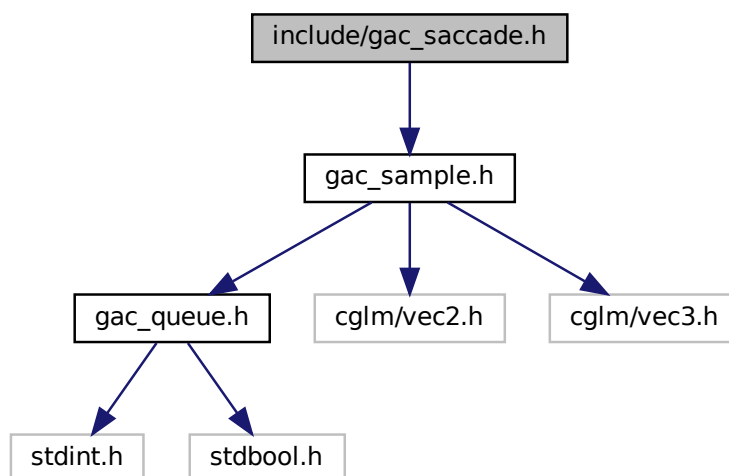 include/gac_saccade.h
gac_sample.h
gac_queue.h
cglm/vec2.h
cglm/vec3.h
stdint.h
stdbool.h